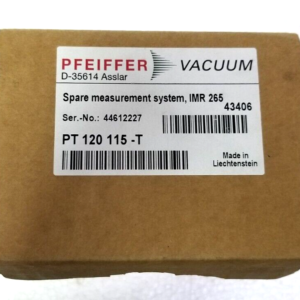 PFEIFFER VACUUM
D-35614 Asslar
Spare measurement system, IMR 265
43406
Ser.-No.: 44612227
PT 120 115 -T
Made in
Liechtenstein